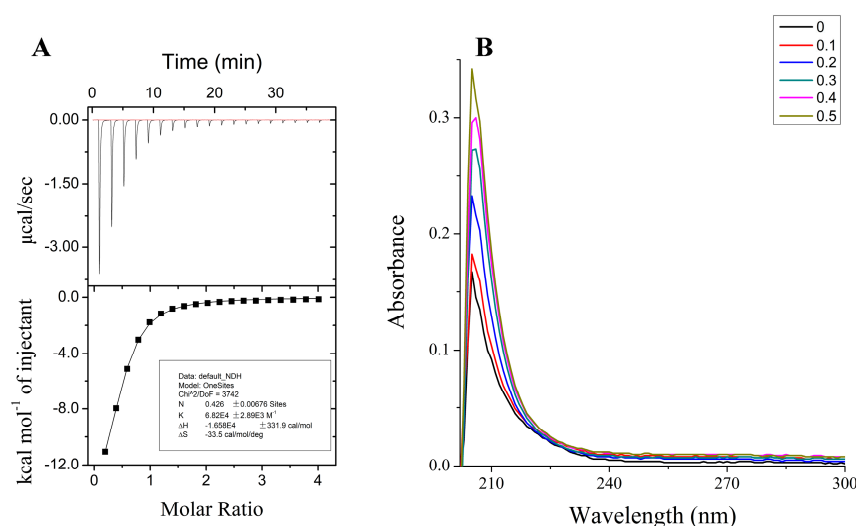 A
Time (min)
0 10 20 30
0.00
-1.50
-3.00
µcal/sec
0.0
-4.0
-8.0
-12.0
kcal mol⁻¹ of injectant
Data: default_NDH
Model: OneSites
Chi^2/DoF = 3742
N 0.426 ±0.00676 Sites
K 6.82E4 ±2.89E3 M⁻¹
ΔH -1.658E4 ±331.9 cal/mol
ΔS -33.5 cal/mol/deg
0 1 2 3 4
Molar Ratio
B
0
0.1
0.2
0.3
0.4
0.5
0.3
0.2
0.1
0.0
Absorbance
210 240 270 300
Wavelength (nm)